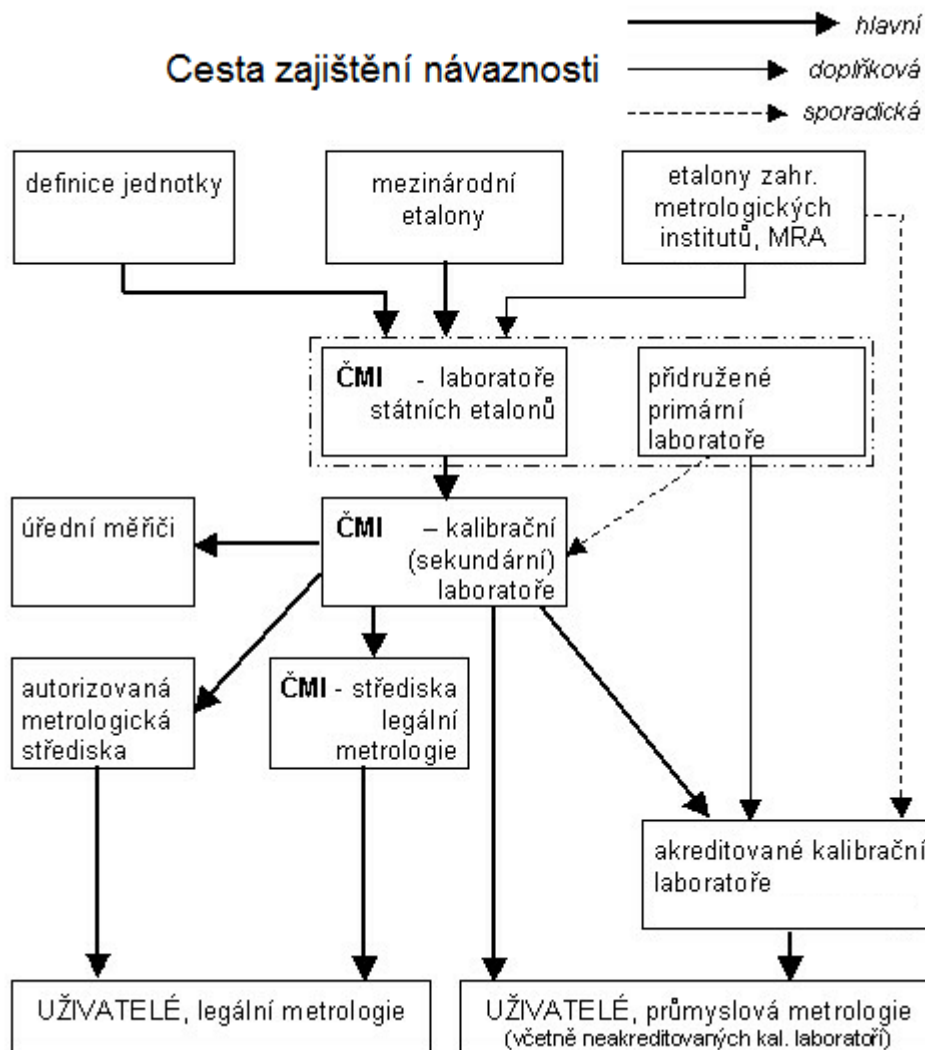 hlavní
Cesta zajištění návaznosti
doplňková
sporadická
definice jednotky
mezinárodní
etalony
etalony zahr.
metrologických
institutů, MRA
ČMI - laboratoře
státních etalonů
přidružené
primární
laboratoře
úřední měřiči
ČMI – kalibrační
(sekundární)
laboratoře
autorizovaná
metrologická
střediska
ČMI - střediska
legální
metrologie
akreditované kalibrační
laboratoře
UŽIVATELÉ, legální metrologie
UŽIVATELÉ, průmyslová metrologie
(včetně neakreditovaných kal. laboratoří)